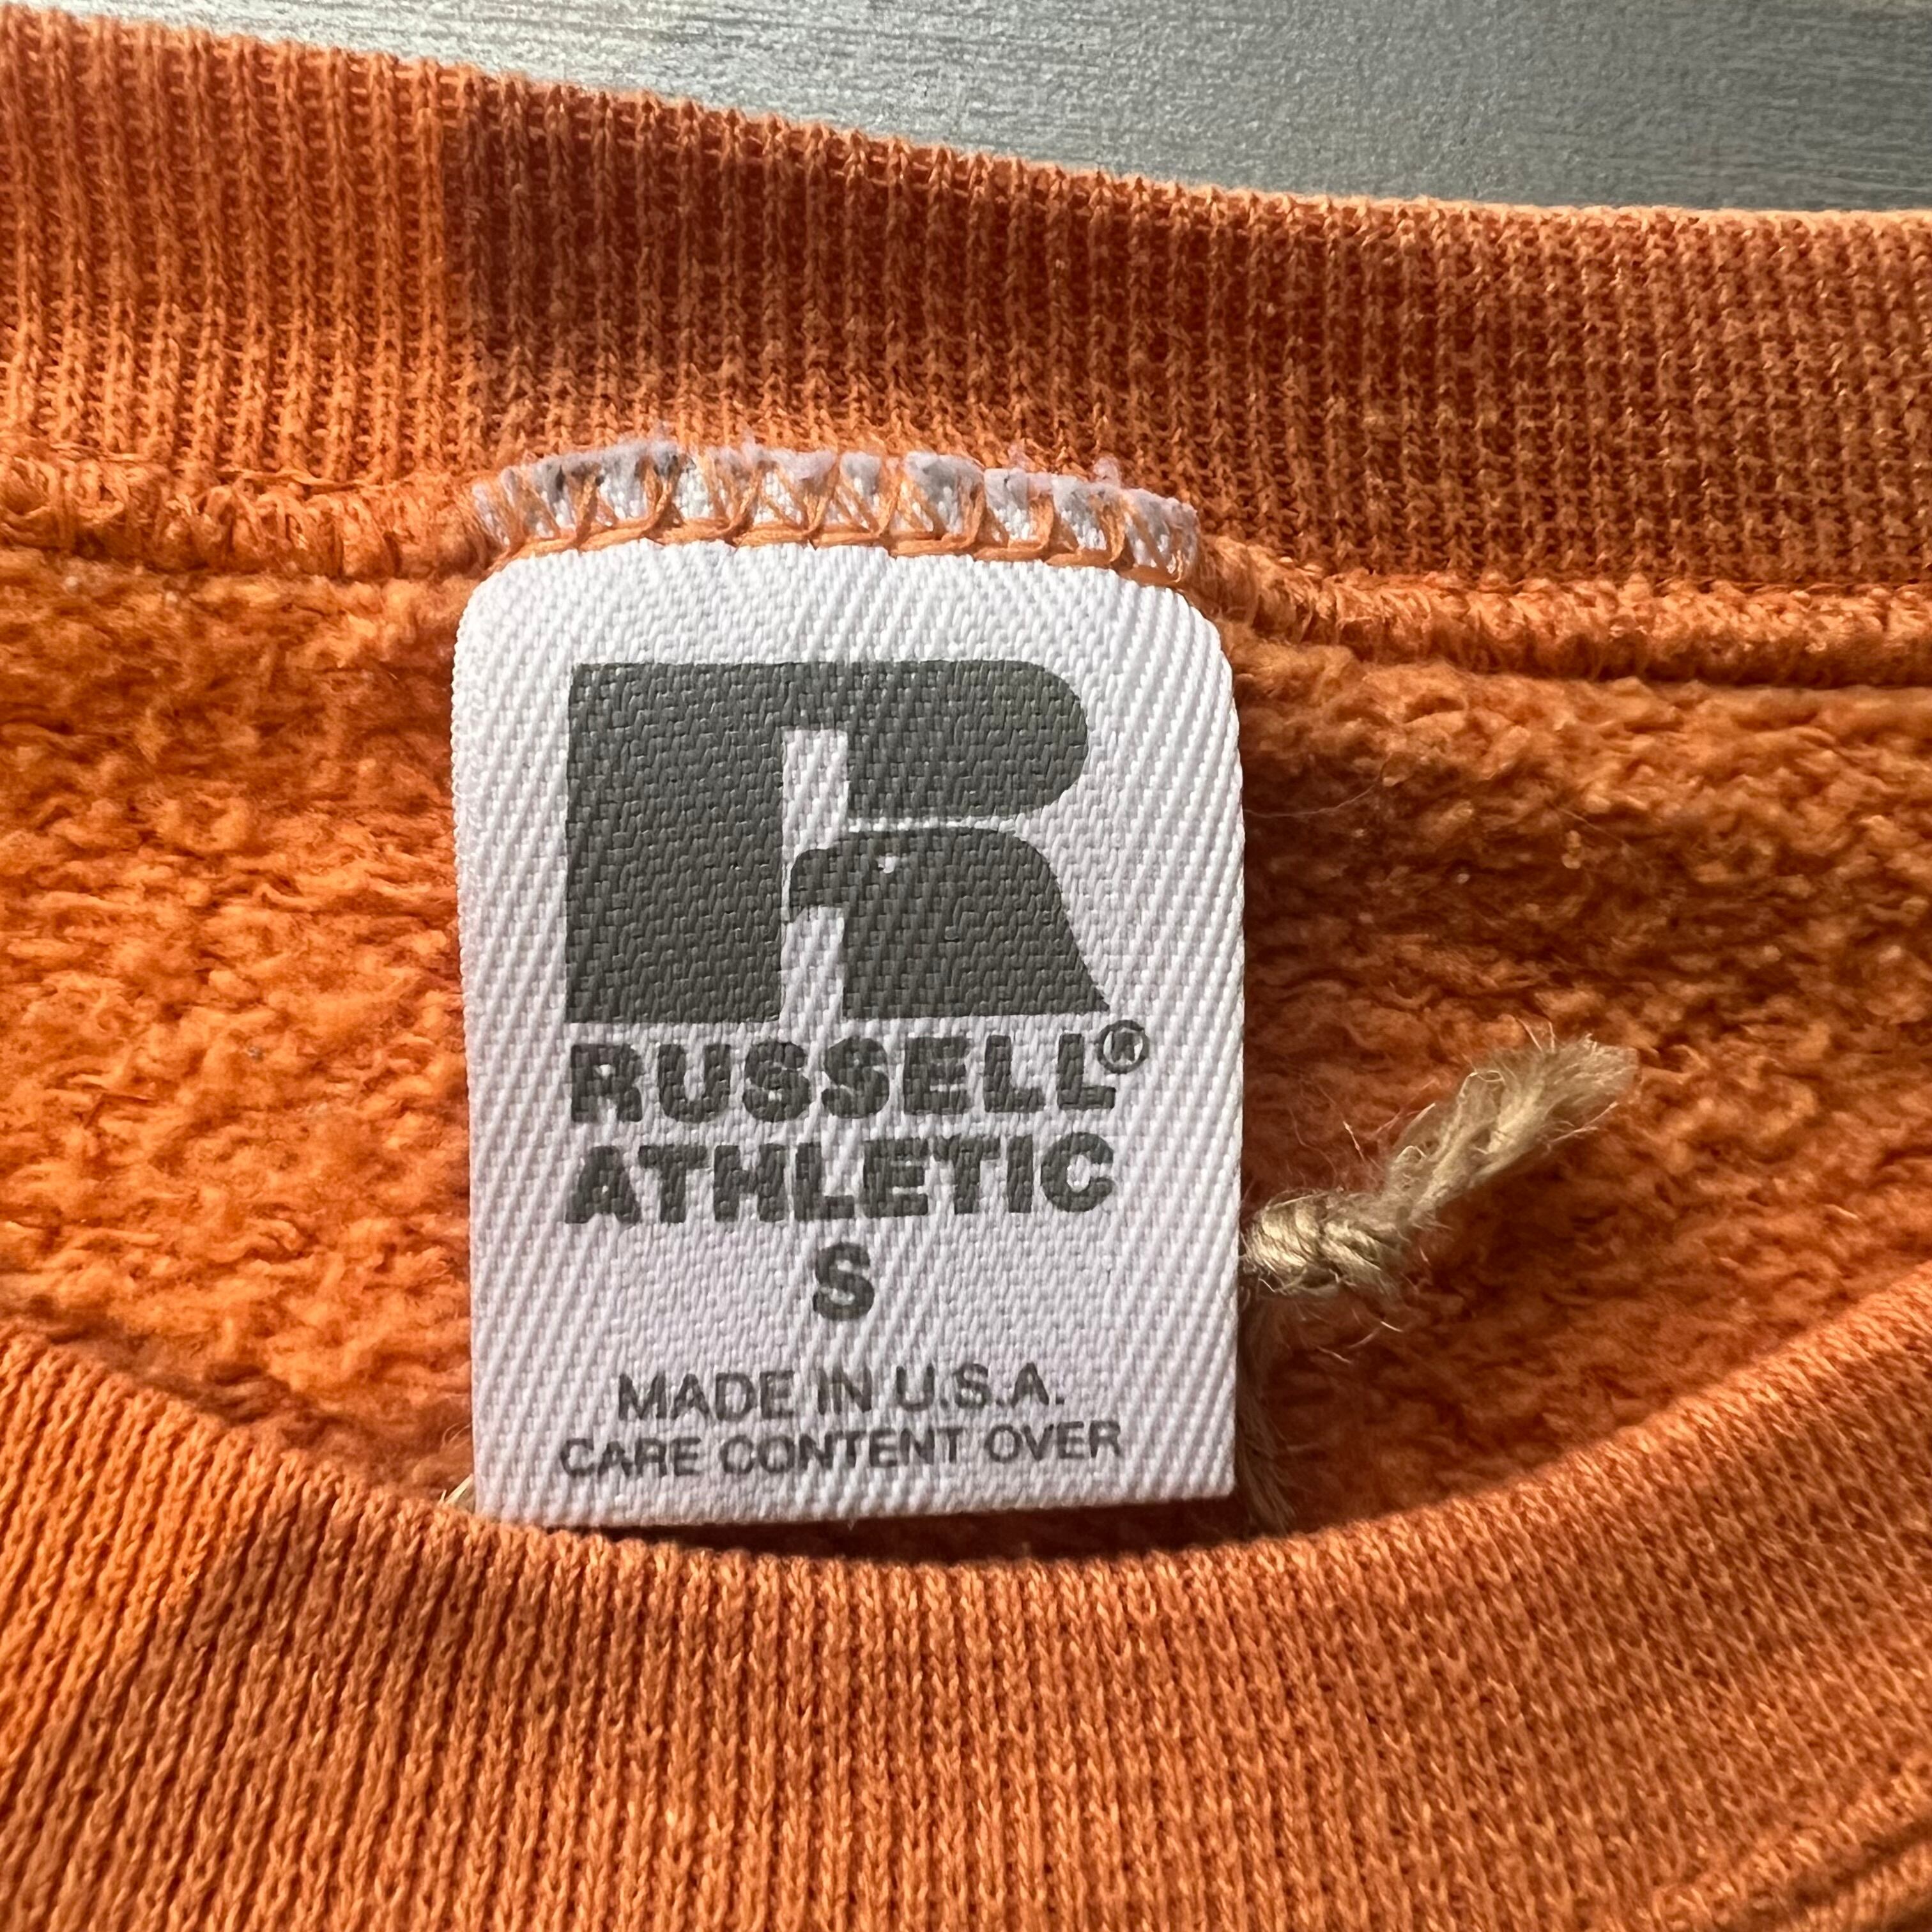 R
RUSSELL®
ATHLETIC
S
MADE IN U.S.A.
CARE CONTENT OVER